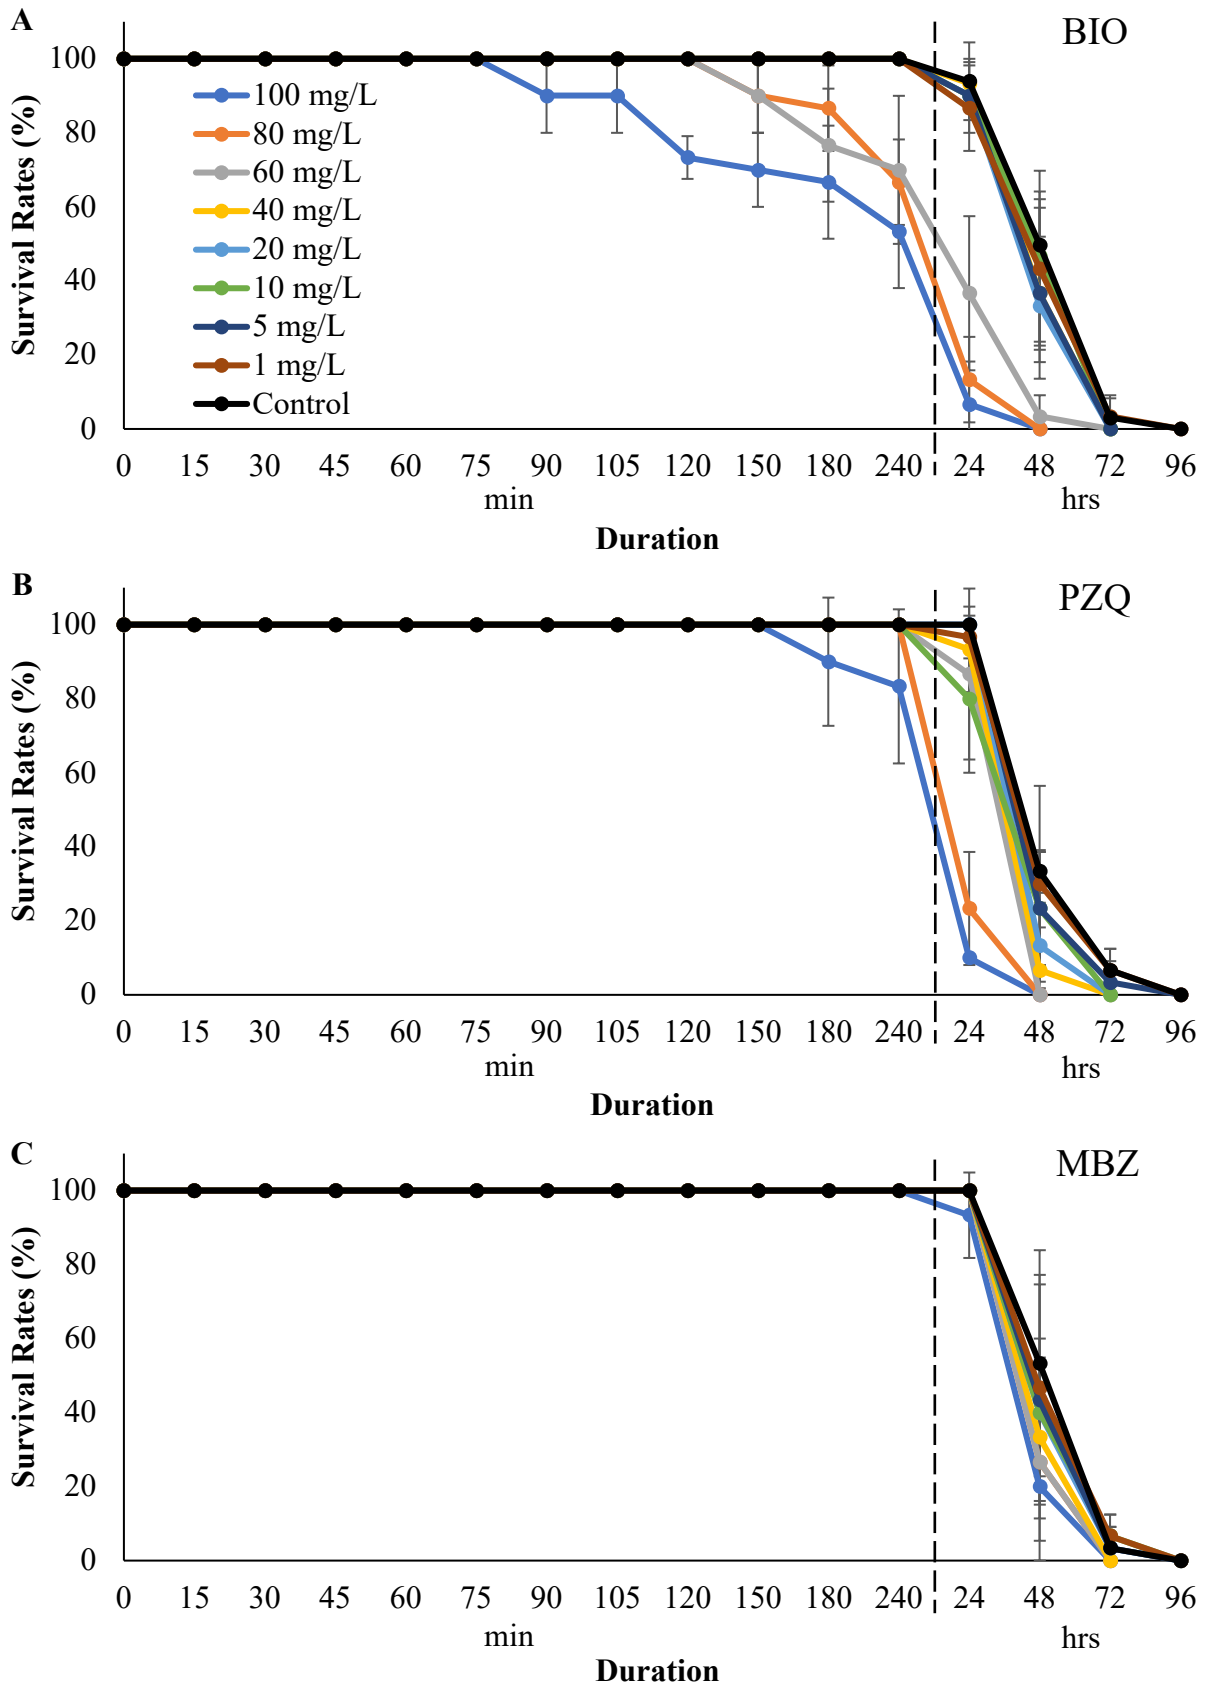 A
BIO
100
80
60
40
20
0
Survival Rates (%)
100 mg/L
80 mg/L
60 mg/L
40 mg/L
20 mg/L
10 mg/L
5 mg/L
1 mg/L
Control
0 15 30 45 60 75 90 105 120 150 180 240 24 48 72 96
min hrs
Duration
B
PZQ
100
80
60
40
20
0
Survival Rates (%)
0 15 30 45 60 75 90 105 120 150 180 240 24 48 72 96
min hrs
Duration
C
MBZ
100
80
60
40
20
0
Survival Rates (%)
0 15 30 45 60 75 90 105 120 150 180 240 24 48 72 96
min hrs
Duration